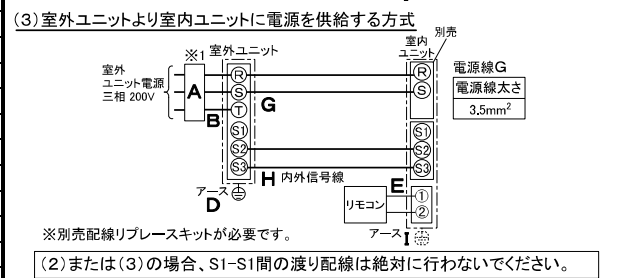 (3)室外ユニットより室内ユニットに電源を供給する方式
別売
※1 室外ユニット
室内
ユニット
室外
ユニット電源
三相 200V
A
B
R
S
T
S1
S2
S3
G
R
S
S1
S2
S3
電源線G
電源線太さ
3.5mm²
H 内外信号線
アース
D
E
リモコン
①
②
アース I
※別売配線リプレースキットが必要です。
(2)または(3)の場合、S1-S1間の渡り配線は絶対に行わないでください。